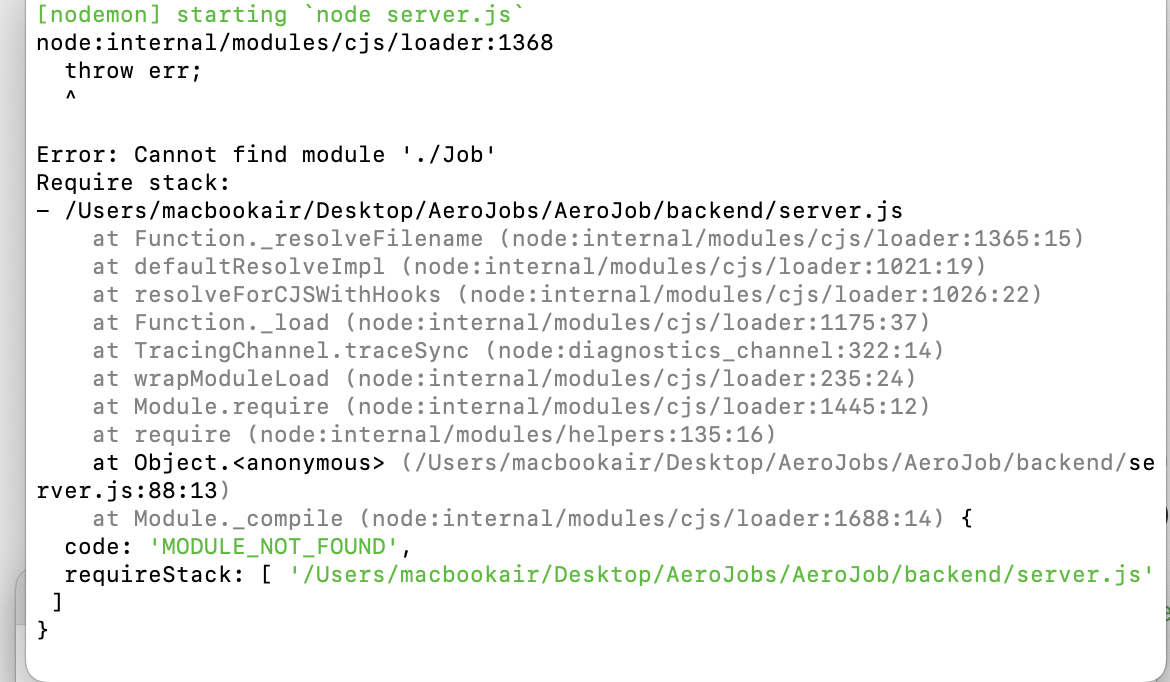 [nodemon] starting `node server.js`
node:internal/modules/cjs/loader:1368
  throw err;
  ^

Error: Cannot find module './Job'
Require stack:
- /Users/macbookair/Desktop/AeroJobs/AeroJob/backend/server.js
    at Function._resolveFilename (node:internal/modules/cjs/loader:1365:15)
    at defaultResolveImpl (node:internal/modules/cjs/loader:1021:19)
    at resolveForCJSWithHooks (node:internal/modules/cjs/loader:1026:22)
    at Function._load (node:internal/modules/cjs/loader:1175:37)
    at TracingChannel.traceSync (node:diagnostics_channel:322:14)
    at wrapModuleLoad (node:internal/modules/cjs/loader:235:24)
    at Module.require (node:internal/modules/cjs/loader:1445:12)
    at require (node:internal/modules/helpers:135:16)
    at Object.<anonymous> (/Users/macbookair/Desktop/AeroJobs/AeroJob/backend/se
rver.js:88:13)
    at Module._compile (node:internal/modules/cjs/loader:1688:14) {
  code: 'MODULE_NOT_FOUND',
  requireStack: [ '/Users/macbookair/Desktop/AeroJobs/AeroJob/backend/server.js'
 ]
}